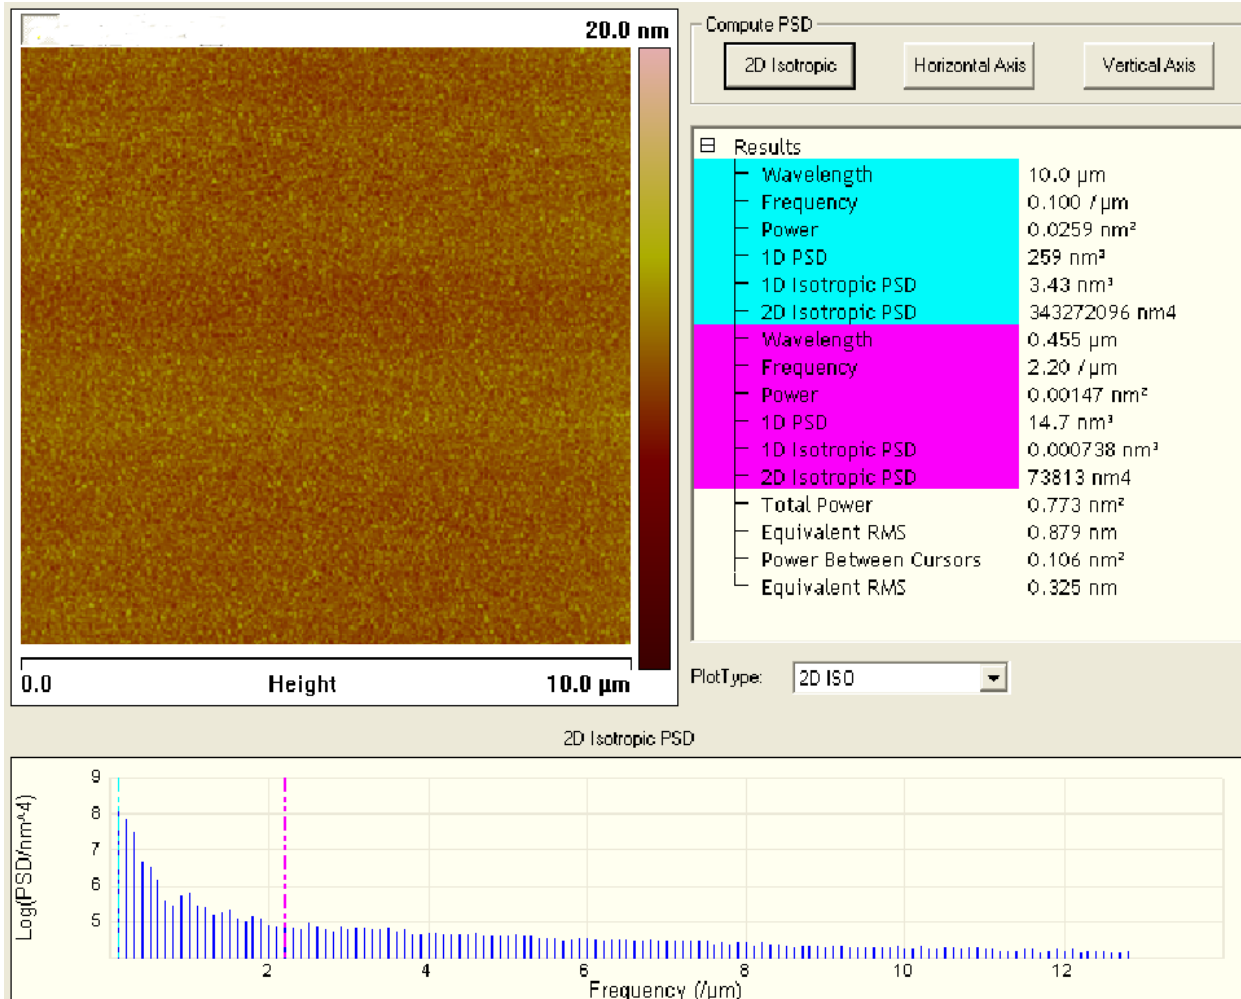 20.0 nm
0.0 Height 10.0 µm
Compute PSD
2D Isotropic Horizontal Axis Vertical Axis
Results
Wavelength 10.0 µm
Frequency 0.100 /µm
Power 0.0259 nm²
1D PSD 259 nm³
1D Isotropic PSD 3.43 nm³
2D Isotropic PSD 343272096 nm4
Wavelength 0.455 µm
Frequency 2.20 /µm
Power 0.00147 nm²
1D PSD 14.7 nm³
1D Isotropic PSD 0.000738 nm³
2D Isotropic PSD 73813 nm4
Total Power 0.773 nm²
Equivalent RMS 0.879 nm
Power Between Cursors 0.106 nm²
Equivalent RMS 0.325 nm
PlotType: 2D ISO
2D Isotropic PSD
Log(PSD/nm^4)
9
8
7
6
5
2 4 6 8 10 12
Frequency (/µm)